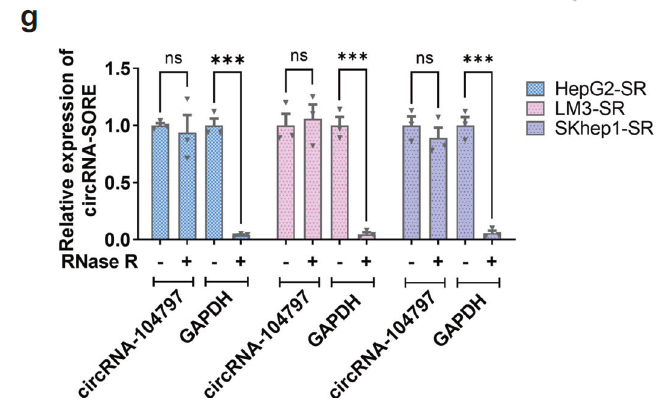 g
Relative expression of
circRNA-SORE
1.5
1.0
0.5
0.0
ns *** ns *** ns ***
HepG2-SR
LM3-SR
SKhep1-SR
RNase R - + - + - + - + - + - +
circRNA-104797 GAPDH circRNA-104797 GAPDH circRNA-104797 GAPDH